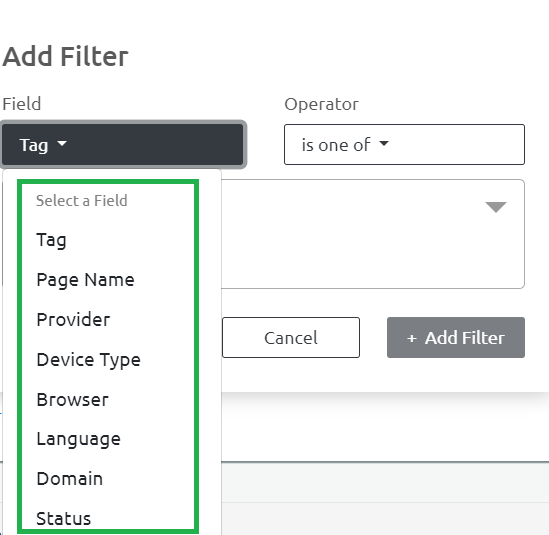 Add Filter
Field
Operator
Tag
is one of
Select a Field
Tag
Page Name
Provider
Device Type
Browser
Language
Domain
Status
Cancel
+ Add Filter